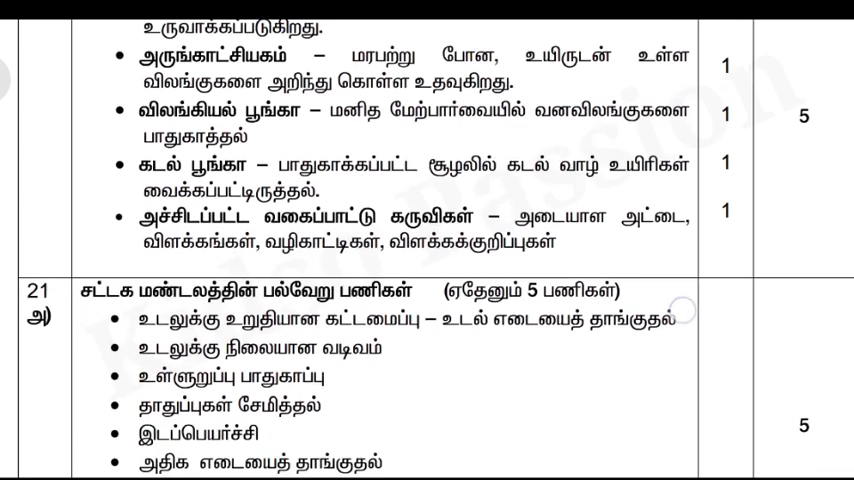 உருவாக்கப்படுகிறது.
• அருங்காட்சியகம் – மரபற்று போன, உயிருடன் உள்ள 1
விலங்குகளை அறிந்து கொள்ள உதவுகிறது.
• விலங்கியல் பூங்கா – மனித மேற்பார்வையில் வனவிலங்குகளை 1 5
பாதுகாத்தல்
• கடல் பூங்கா – பாதுகாக்கப்பட்ட சூழலில் கடல் வாழ் உயிரிகள் 1
வைக்கப்பட்டிருத்தல்.
• அச்சிடப்பட்ட வகைப்பாட்டு கருவிகள் – அடையாள அட்டை, 1
விளக்கங்கள், வழிகாட்டிகள், விளக்கக்குறிப்புகள்
21 சட்டக மண்டலத்தின் பல்வேறு பணிகள் (ஏதேனும் 5 பணிகள்)
அ) • உடலுக்கு உறுதியான கட்டமைப்பு – உடல் எடையைத் தாங்குதல்
• உடலுக்கு நிலையான வடிவம்
• உள்ளுறுப்பு பாதுகாப்பு
• தாதுப்புகள் சேமித்தல்
• இடப்பெயர்ச்சி 5
• அதிக எடையைத் தாங்குதல்